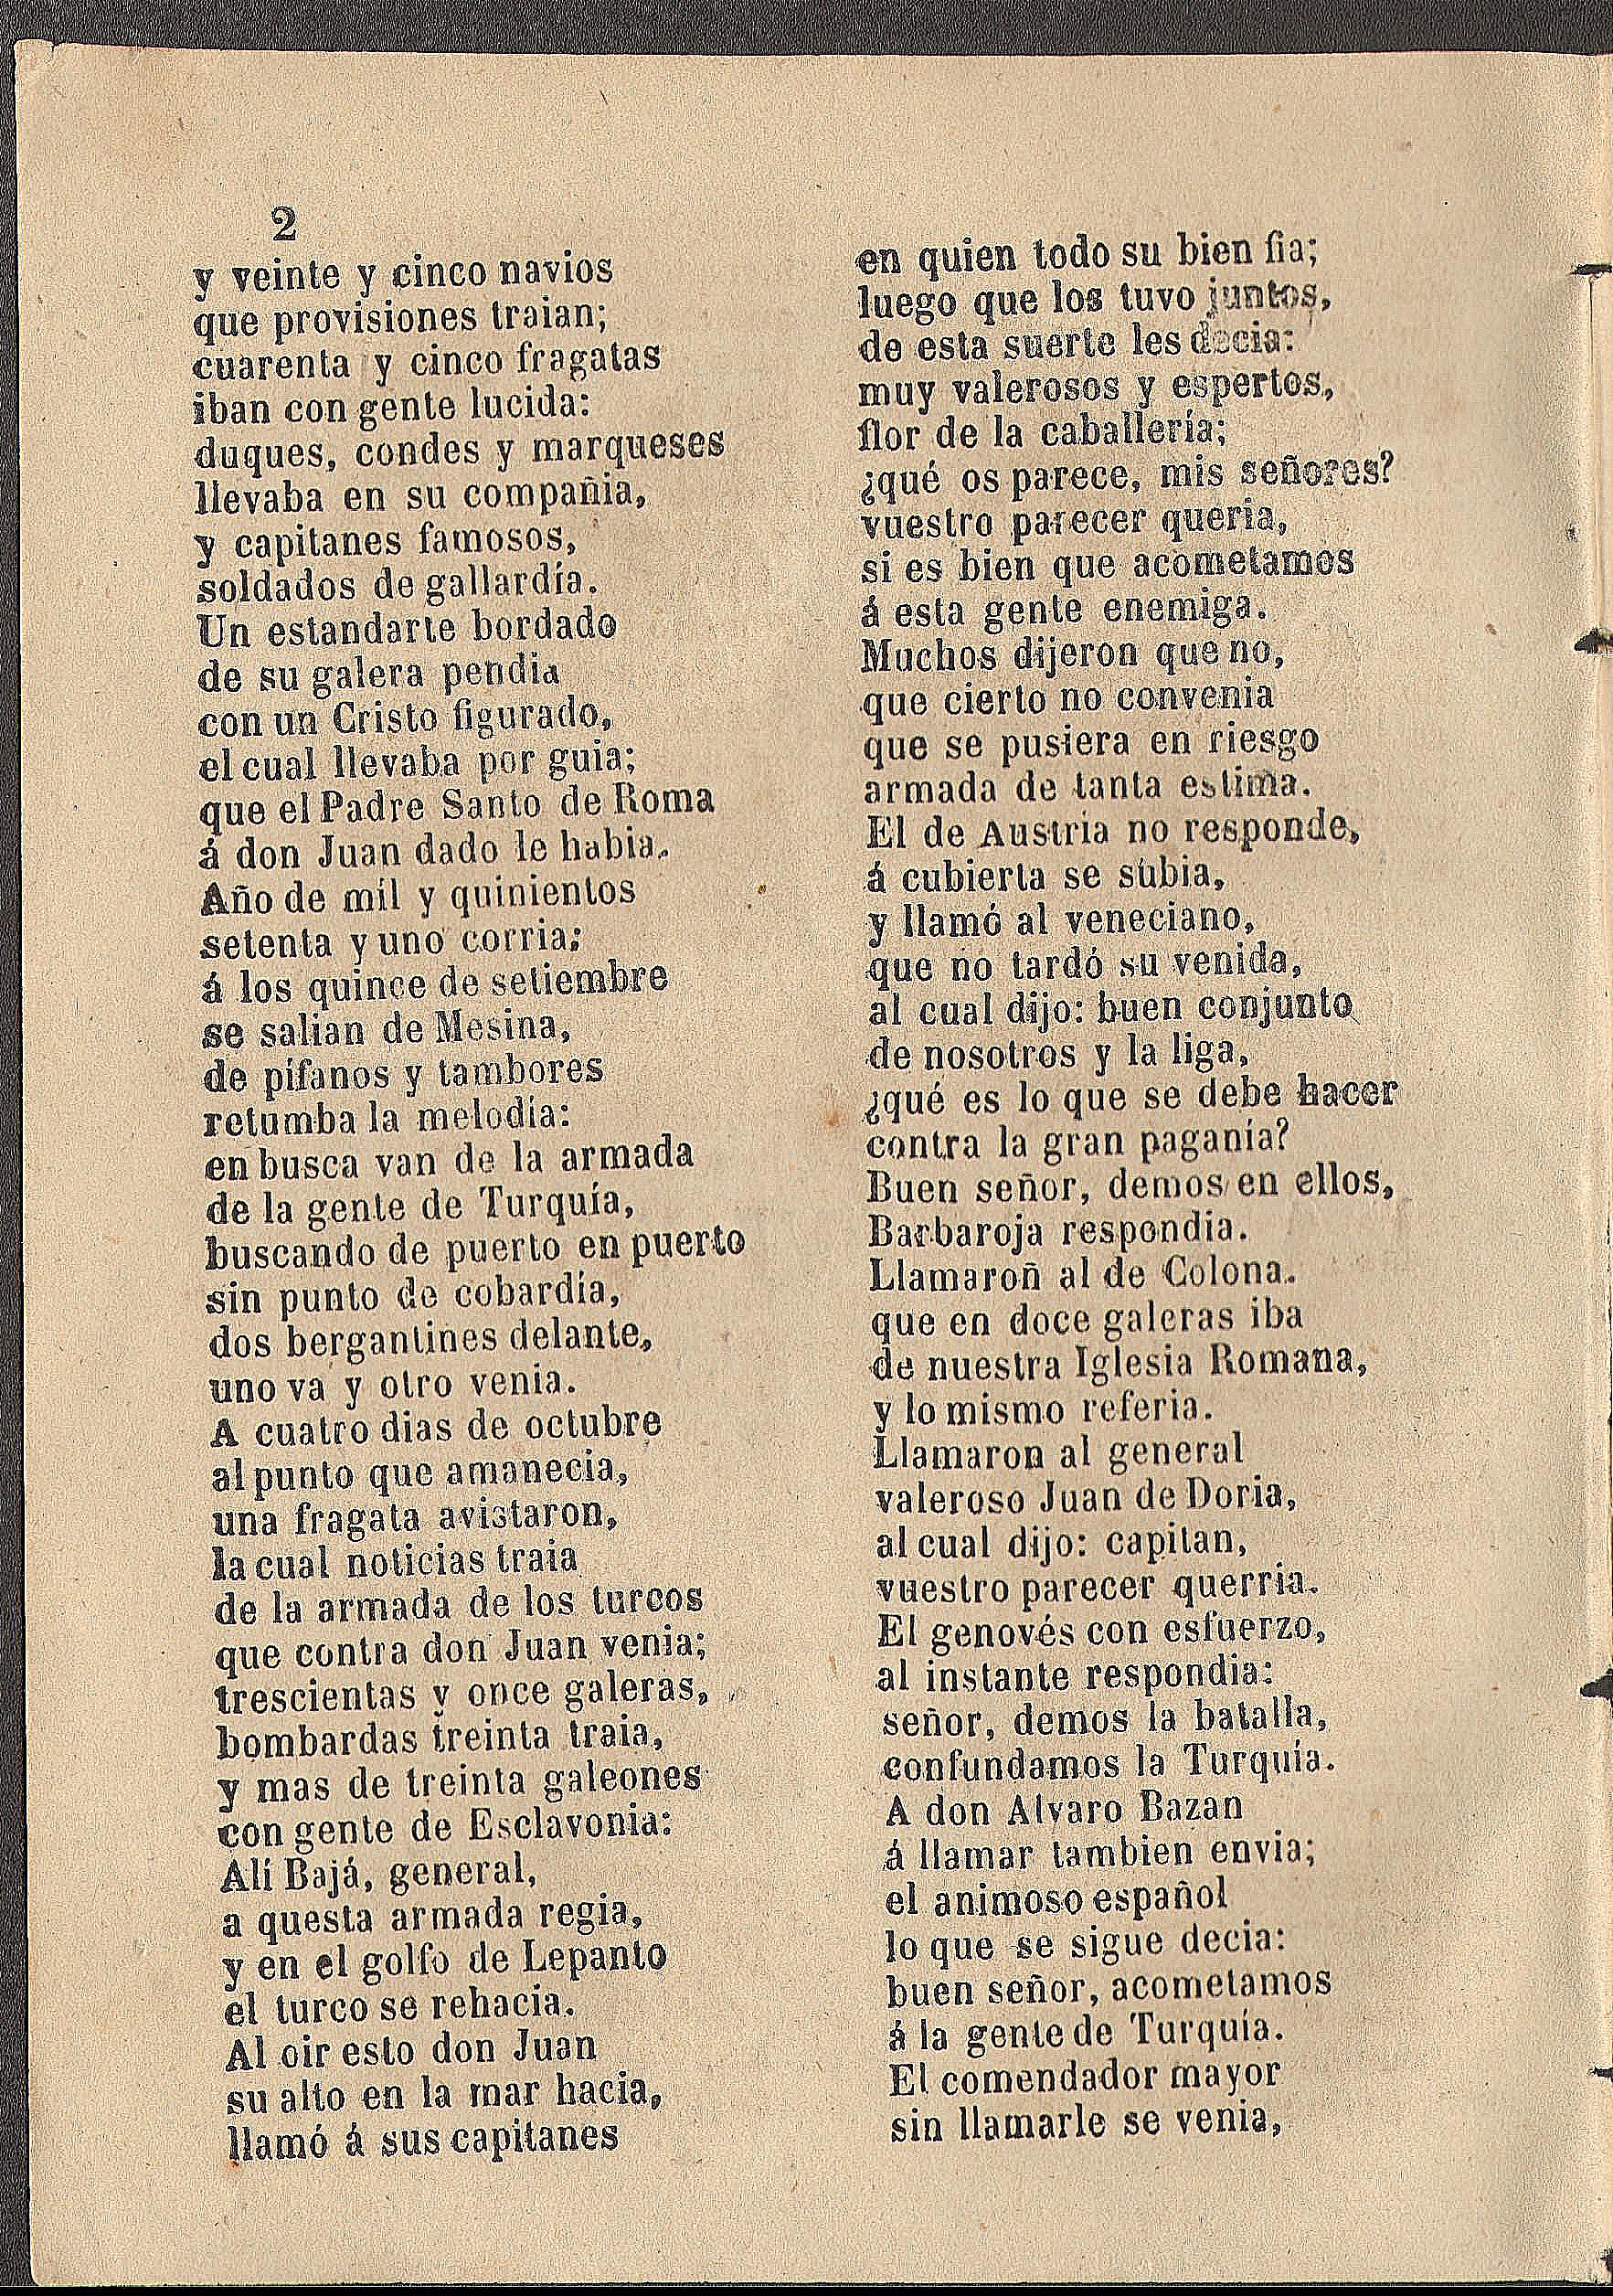 2
y veinte y cinco navios
que provisiones traian;
cuarenta y cinco fragatas
iban con gente lucida:
duques, condes y marqueses
llevaba en su compañia,
y capitanes famosos,
soldados de gallardía.
Un estandarte bordado
de su galera pendia
con un Cristo figurado,
el cual llevaba por guia;
que el Padre Santo de Roma
á don Juan dado le habia.
Año de mil y quinientos
setenta y uno corria;
á los quince de setiembre
se salian de Mesina,
de pífanos y tambores
retumba la melodía:
en busca van de la armada
de la gente de Turquía,
buscando de puerto en puerto
sin punto de cobardía,
dos bergantines delante,
uno va y otro venia.
A cuatro dias de octubre
al punto que amanecia,
una fragata avistaron,
la cual noticias traia
de la armada de los turcos
que contra don Juan venia;
trescientas y once galeras,
bombardas treinta traia,
y mas de treinta galeones
con gente de Esclavonia:
Alí Bajá, general,
a questa armada regia,
y en el golfo de Lepanto
el turco se rehacia.
Al oir esto don Juan
su alto en la mar hacia,
llamó á sus capitanes
en quien todo su bien fia;
luego que los tuvo juntos,
de esta suerte les decia:
muy valerosos y espertos,
flor de la caballería;
¿qué os parece, mis señores?
vuestro parecer queria,
si es bien que acometamos
á esta gente enemiga.
Muchos dijeron que no,
que cierto no convenia
que se pusiera en riesgo
armada de tanta estima.
El de Austria no responde,
á cubierta se subia,
y llamó al veneciano,
que no tardó su venida,
al cual dijo: buen conjunto
de nosotros y la liga,
¿qué es lo que se debe hacer
contra la gran paganía?
Buen señor, demos en ellos,
Barbaroja respondia.
Llamaroñ al de Colona.
que en doce galeras iba
de nuestra Iglesia Romana,
y lo mismo referia.
Llamaron al general
valeroso Juan de Doria,
al cual dijo: capitan,
vuestro parecer querria.
El genovés con esfuerzo,
al instante respondia:
señor, demos la batalla,
confundamos la Turquía.
A don Alvaro Bazan
á llamar tambien envia;
el animoso español
lo que se sigue decia:
buen señor, acometamos
á la gente de Turquía.
El comendador mayor
sin llamarle se venia,